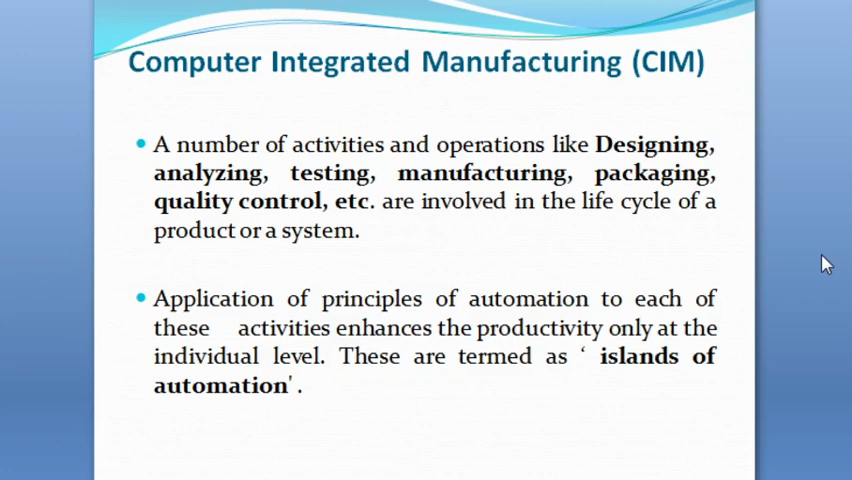 Computer Integrated Manufacturing (CIM)
• A number of activities and operations like Designing,
analyzing, testing, manufacturing, packaging,
quality control, etc. are involved in the life cycle of a
product or a system.
• Application of principles of automation to each of
these activities enhances the productivity only at the
individual level. These are termed as ‘ islands of
automation' .